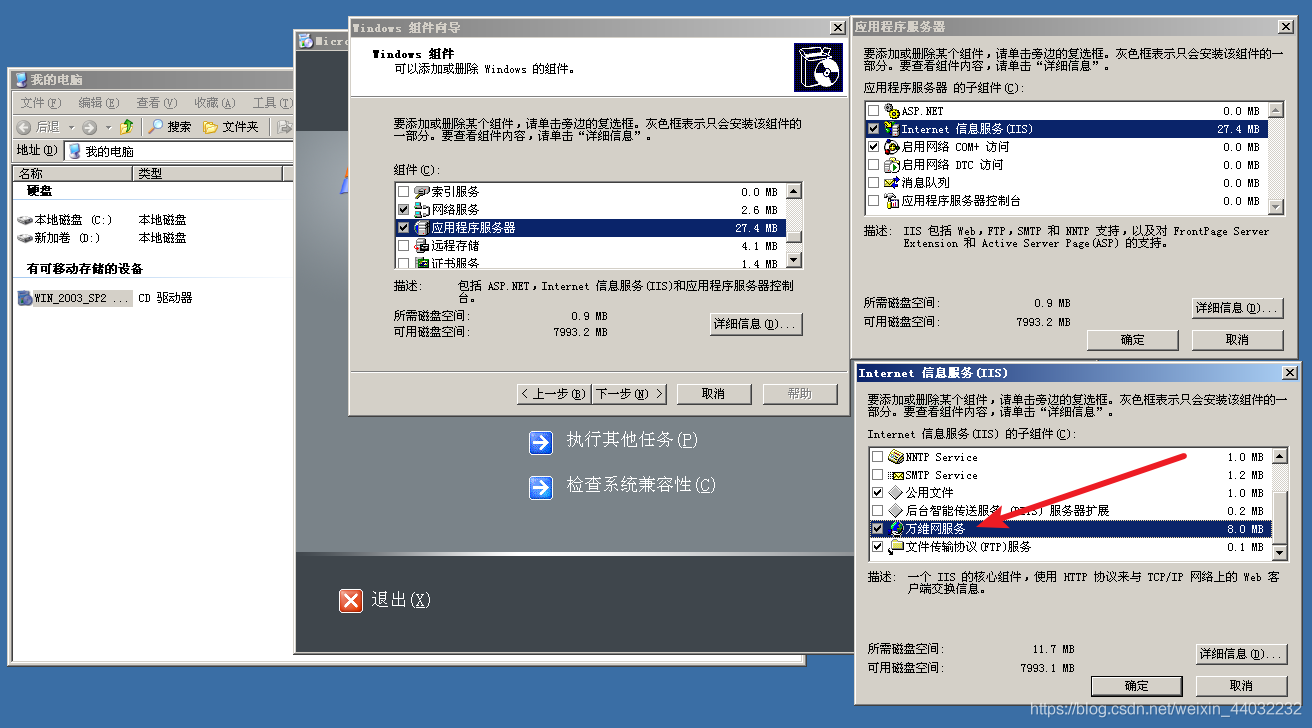 我的电脑
文件(F) 编辑(E) 查看(V) 收藏(A) 工具(T)
后退 搜索 文件夹
地址(D) 我的电脑
名称 类型
硬盘
本地磁盘 (C:) 本地磁盘
新加卷 (D:) 本地磁盘
有可移动存储的设备
WIN_2003_SP2 ... CD 驱动器
执行其他任务(P)
检查系统兼容性(C)
退出(X)
Windows 组件向导
Windows 组件
可以添加或删除 Windows 的组件。
要添加或删除某个组件，请单击旁边的复选框。灰色框表示只会安装该组件的
一部分。要查看组件内容，请单击“详细信息”。
组件(C):
索引服务 0.0 MB
网络服务 2.6 MB
应用程序服务器 27.4 MB
远程存储 4.1 MB
证书服务 1.4 MB
描述: 包括 ASP.NET，Internet 信息服务(IIS)和应用程序服务器控制
台。
所需磁盘空间: 0.9 MB
可用磁盘空间: 7993.2 MB
详细信息(D)...
< 上一步(B) 下一步(N) > 取消 帮助
应用程序服务器
要添加或删除某个组件，请单击旁边的复选框。灰色框表示只会安装该组件的一
部分。要查看组件内容，请单击“详细信息”。
应用程序服务器 的子组件(C):
ASP.NET 0.0 MB
Internet 信息服务(IIS) 27.4 MB
启用网络 COM+ 访问 0.0 MB
启用网络 DTC 访问 0.0 MB
消息队列 0.0 MB
应用程序服务器控制台 0.0 MB
描述: IIS 包括 Web，FTP，SMTP 和 NNTP 支持，以及对 FrontPage Server
Extension 和 Active Server Page(ASP) 的支持。
所需磁盘空间: 0.9 MB
可用磁盘空间: 7993.2 MB
详细信息(D)...
确定 取消
Internet 信息服务(IIS)
要添加或删除某个组件，请单击旁边的复选框。灰色框表示只会安装该组件的一
部分。要查看组件内容，请单击“详细信息”。
Internet 信息服务(IIS) 的子组件(C):
NNTP Service 1.0 MB
SMTP Service 1.2 MB
公用文件 1.0 MB
后台智能传送服务 (BITS) 服务器扩展 0.2 MB
万维网服务 8.0 MB
文件传输协议(FTP)服务 0.1 MB
描述: 一个 IIS 的核心组件，使用 HTTP 协议来与 TCP/IP 网络上的 Web 客
户端交换信息。
所需磁盘空间: 11.7 MB
可用磁盘空间: 7993.1 MB
详细信息(D)...
确定 取消
https://blog.csdn.net/weixin_44032232